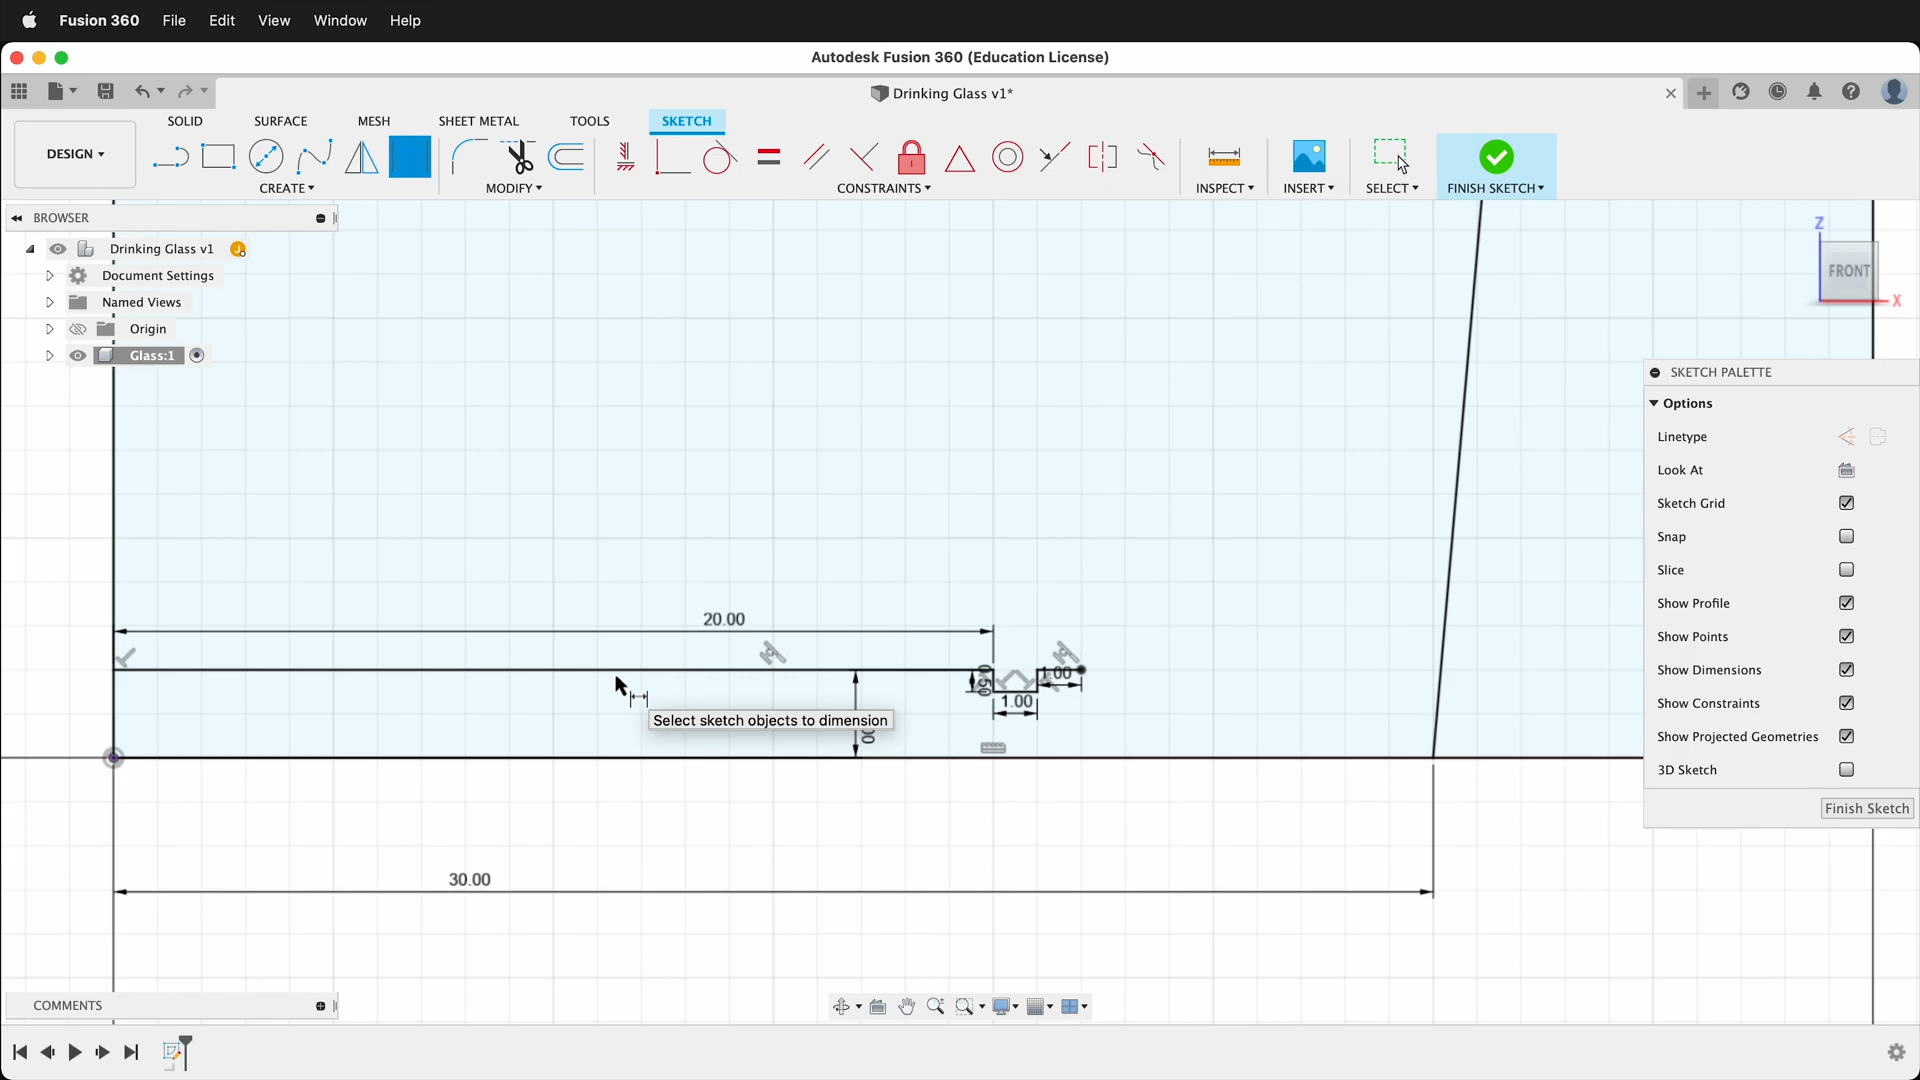 Fusion 360 File Edit View Window Help
Autodesk Fusion 360 (Education License)
Drinking Glass v1*
SOLID SURFACE MESH SHEET METAL TOOLS SKETCH
DESIGN
CREATE MODIFY CONSTRAINTS INSPECT INSERT SELECT FINISH SKETCH
BROWSER
Drinking Glass v1
Document Settings
Named Views
Origin
Glass:1
Z
FRONT
X
SKETCH PALETTE
Options
Linetype
Look At
Sketch Grid
Snap
Slice
Show Profile
Show Points
Show Dimensions
Show Constraints
Show Projected Geometries
3D Sketch
Finish Sketch
20.00
0.50
1.00
1.00
Select sketch objects to dimension
30.00
COMMENTS